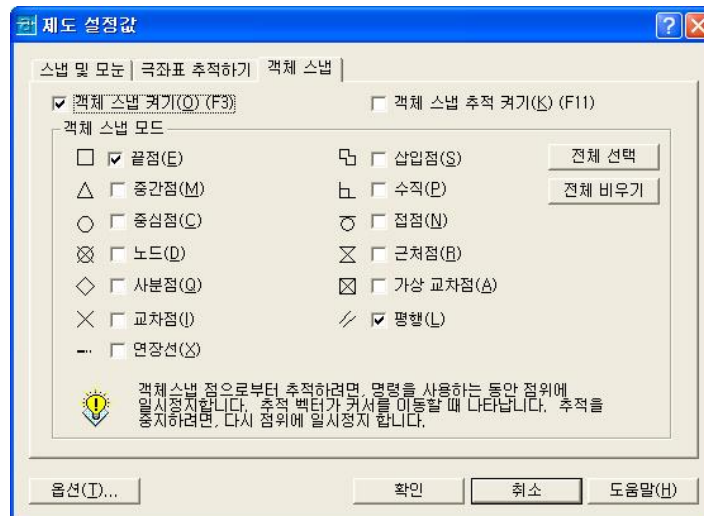 제도 설정값
스냅 및 모눈 극좌표 추적하기 객체 스냅
객체 스냅 켜기(O) (F3) 객체 스냅 추적 켜기(K) (F11)
객체 스냅 모드
끝점(E) 삽입점(S) 전체 선택
중간점(M) 수직(P) 전체 비우기
중심점(C) 접점(N)
노드(D) 근처점(R)
사분점(Q) 가상 교차점(A)
교차점(I) 평행(L)
연장선(X)
객체스냅 점으로부터 추적하려면, 명령을 사용하는 동안 점위에
일시정지합니다. 추적 벡터가 커서를 이동할 때 나타납니다. 추적을
중지하려면, 다시 점위에 일시정지 합니다.
옵션(T)... 확인 취소 도움말(H)